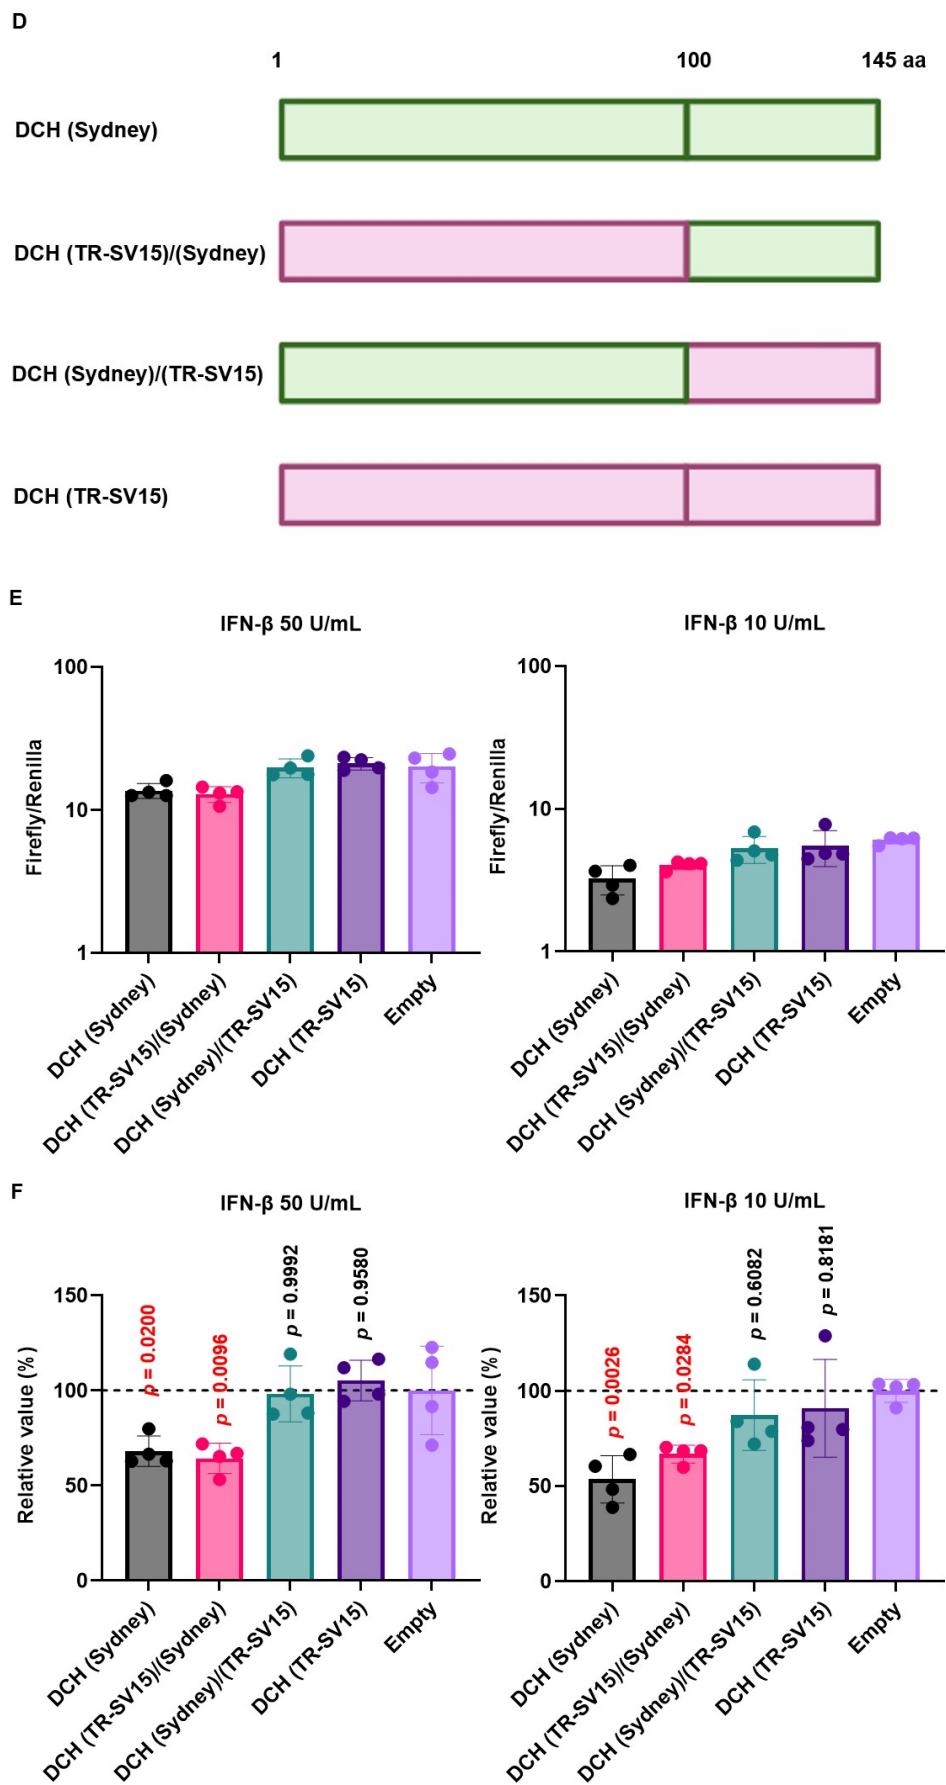 D
1 100 145 aa
DCH (Sydney)
DCH (TR-SV15)/(Sydney)
DCH (Sydney)/(TR-SV15)
DCH (TR-SV15)
E
IFN-β 50 U/mL
Firefly/Renilla
100
10
1
DCH (Sydney)
DCH (TR-SV15)/(Sydney)
DCH (Sydney)/(TR-SV15)
DCH (TR-SV15)
Empty
IFN-β 10 U/mL
Firefly/Renilla
100
10
1
DCH (Sydney)
DCH (TR-SV15)/(Sydney)
DCH (Sydney)/(TR-SV15)
DCH (TR-SV15)
Empty
F
IFN-β 50 U/mL
Relative value (%)
150
100
50
0
p = 0.0200
p = 0.0096
p = 0.9992
p = 0.9580
DCH (Sydney)
DCH (TR-SV15)/(Sydney)
DCH (Sydney)/(TR-SV15)
DCH (TR-SV15)
Empty
IFN-β 10 U/mL
Relative value (%)
150
100
50
0
p = 0.0026
p = 0.0284
p = 0.6082
p = 0.8181
DCH (Sydney)
DCH (TR-SV15)/(Sydney)
DCH (Sydney)/(TR-SV15)
DCH (TR-SV15)
Empty